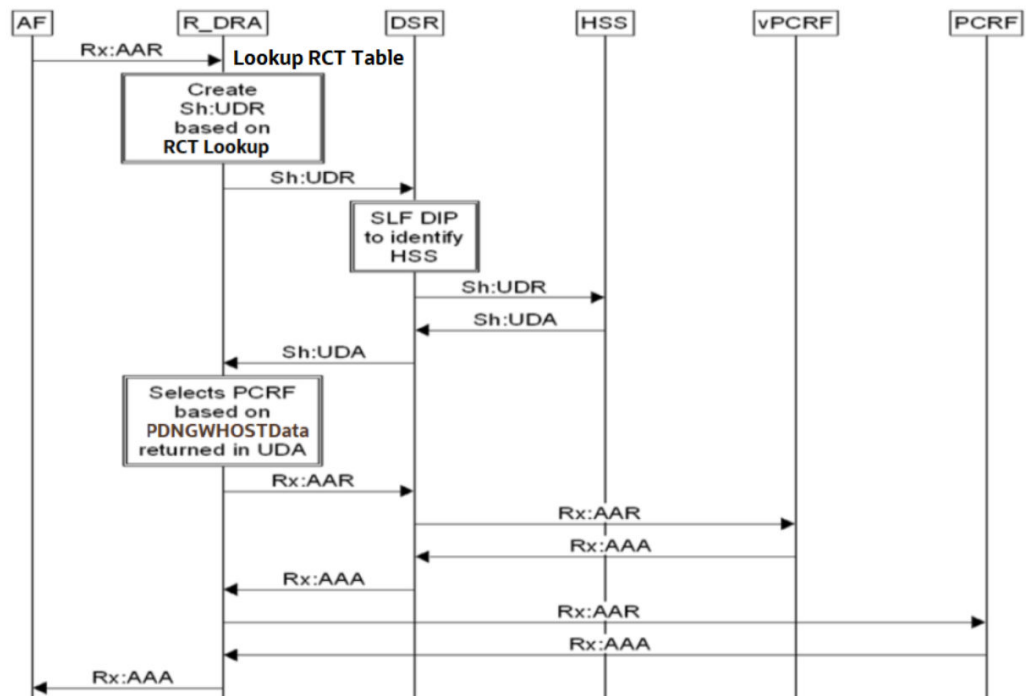 AF R_DRA DSR HSS vPCRF PCRF
Rx:AAR Lookup RCT Table
Create
Sh:UDR
based on
RCT Lookup
Sh:UDR
SLF DIP
to identify
HSS
Sh:UDR
Sh:UDA
Sh:UDA
Selects PCRF
based on
PDNGWHOSTData
returned in UDA
Rx:AAR
Rx:AAR
Rx:AAA
Rx:AAA
Rx:AAR
Rx:AAA
Rx:AAA